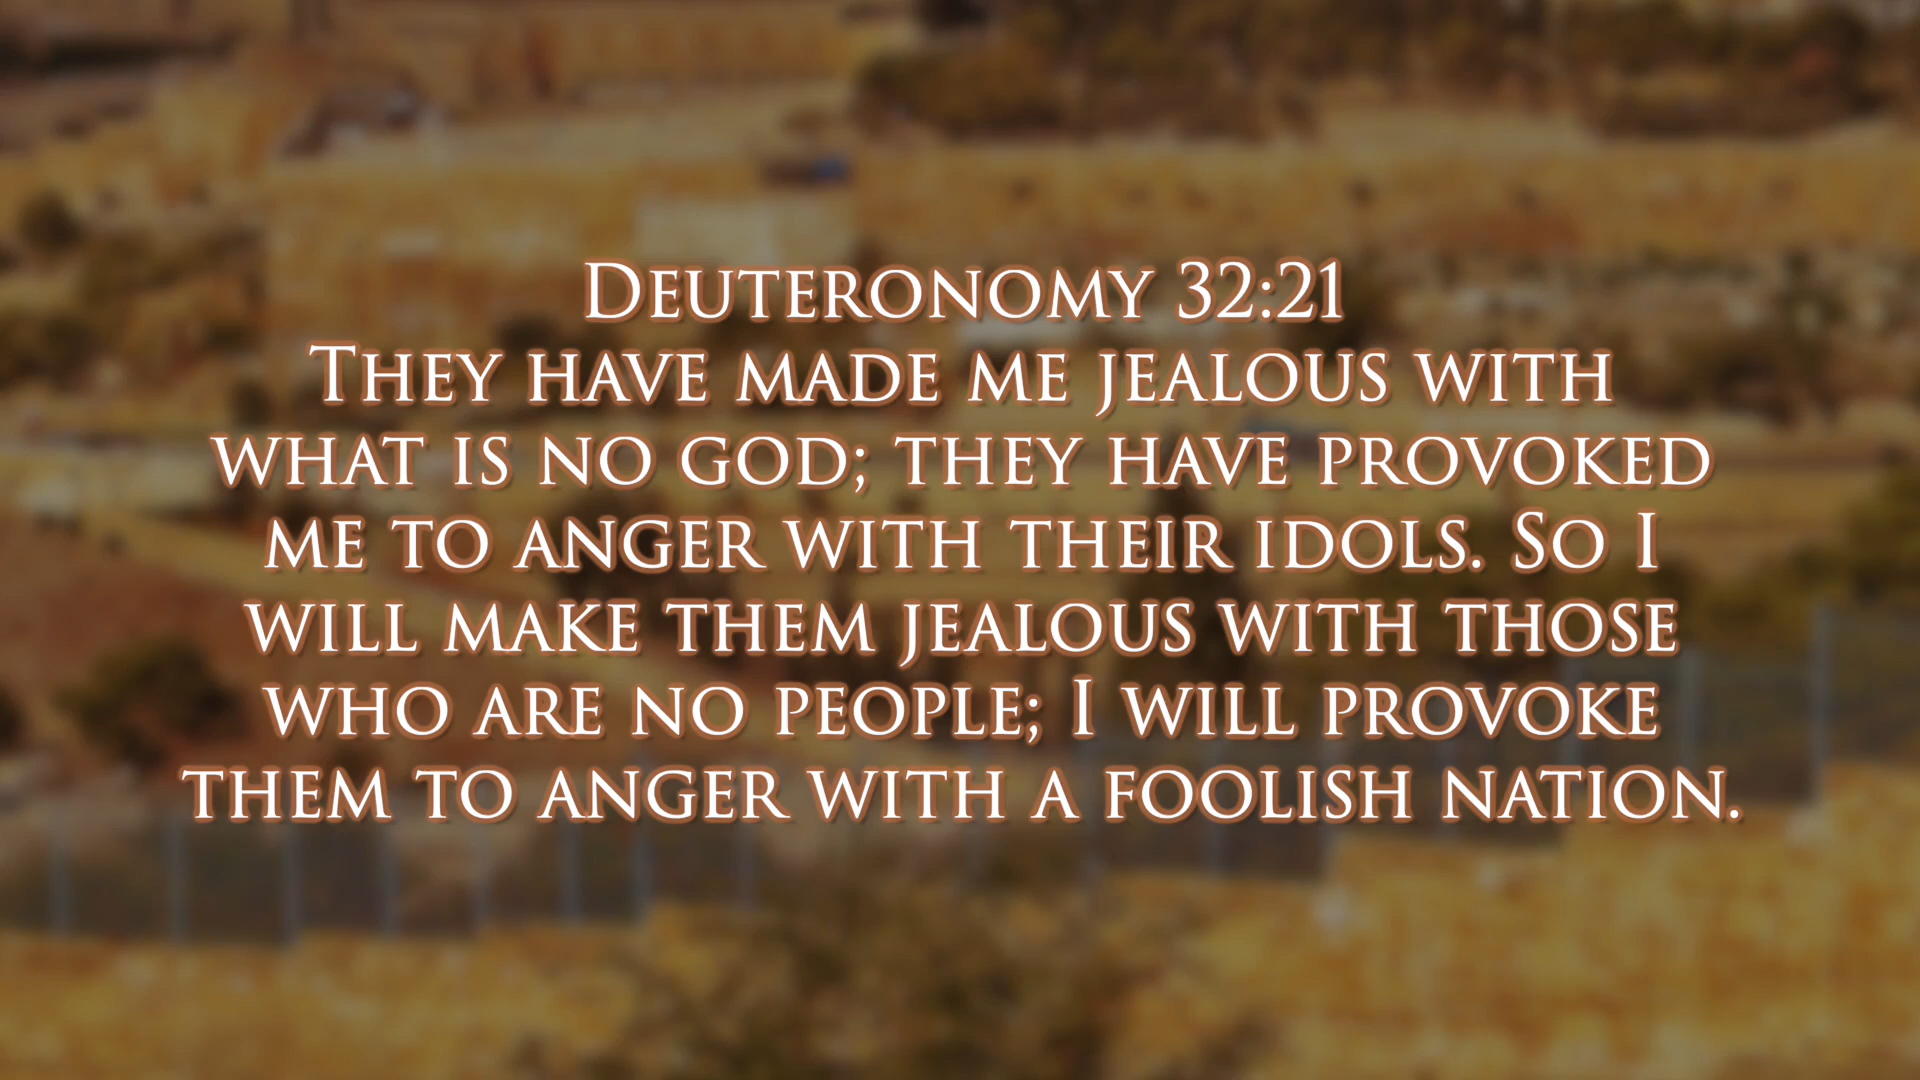 Deuteronomy 32:21
They have made me jealous with
what is no god; they have provoked
me to anger with their idols. So I
will make them jealous with those
who are no people; I will provoke
them to anger with a foolish nation.